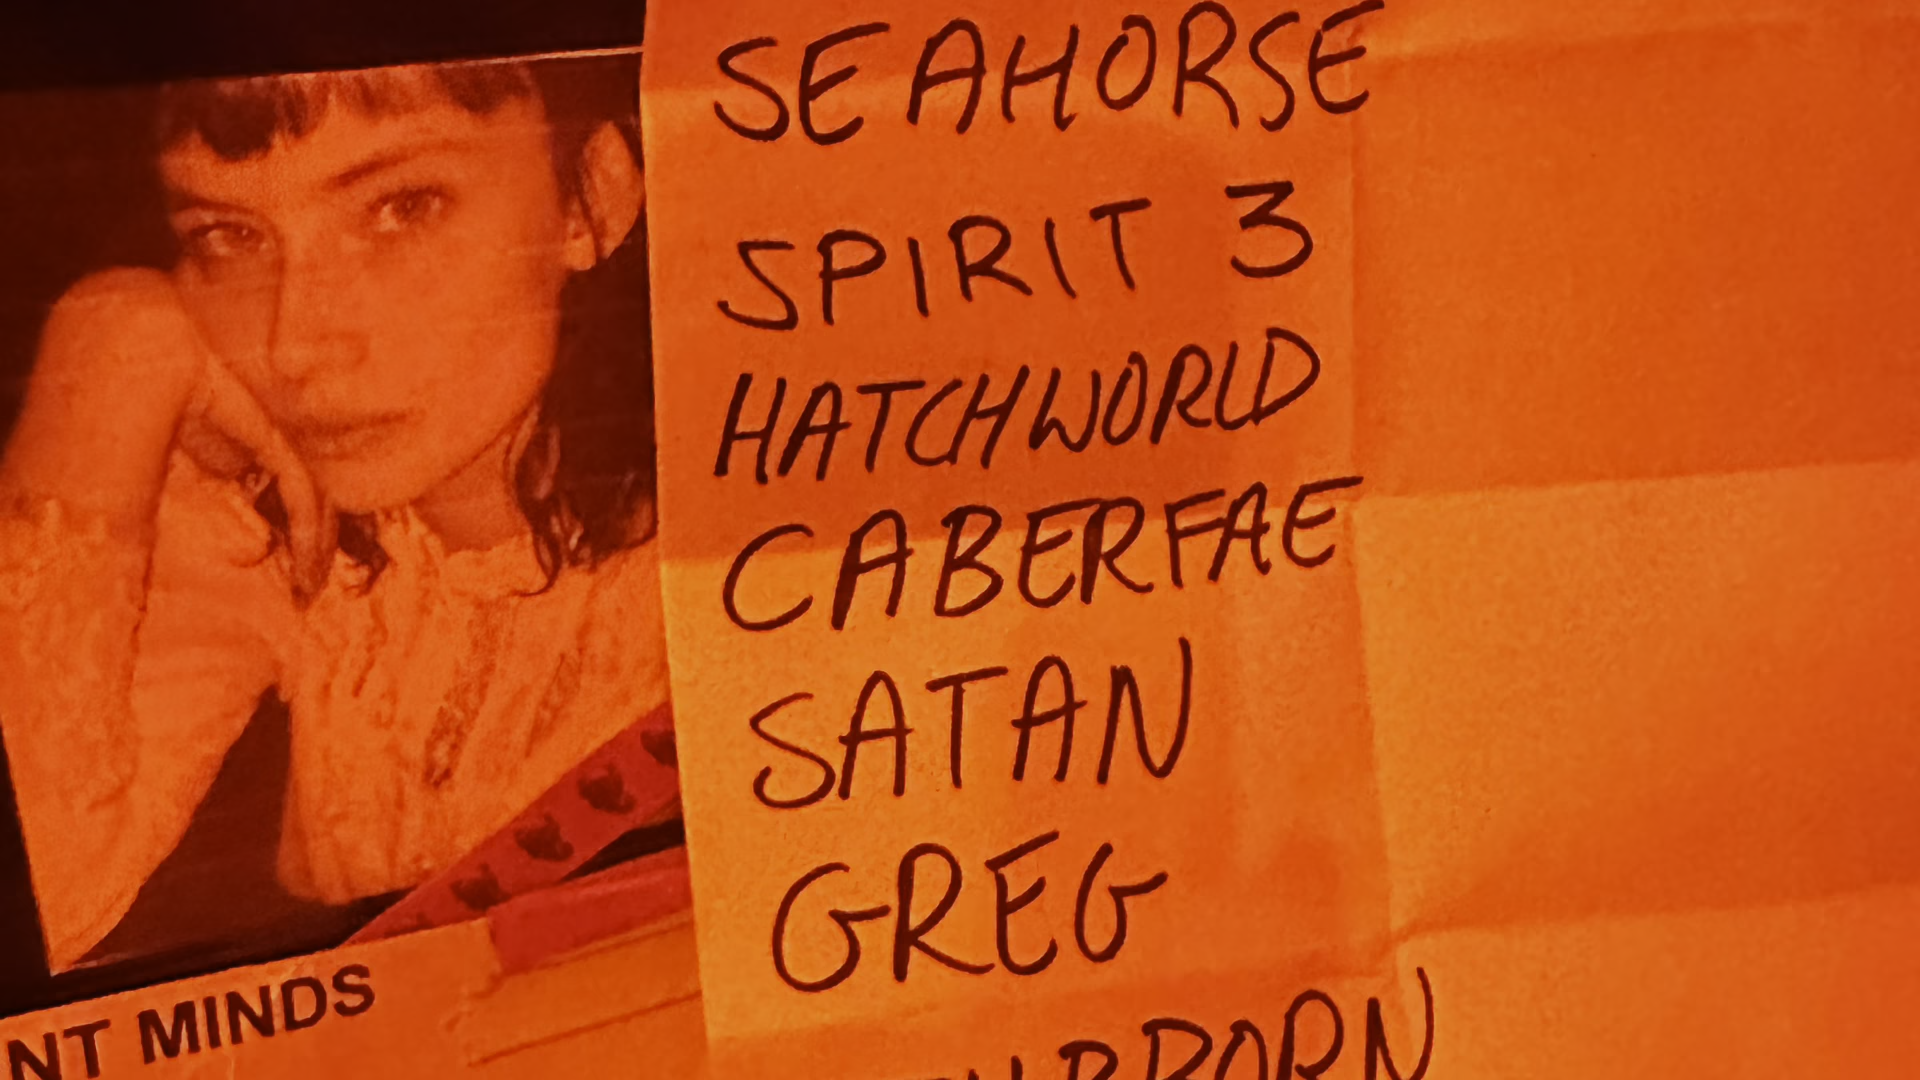 SEAHORSE
SPIRIT 3
HATCHWORLD
CABERFAE
SATAN
GREG
NT MINDS